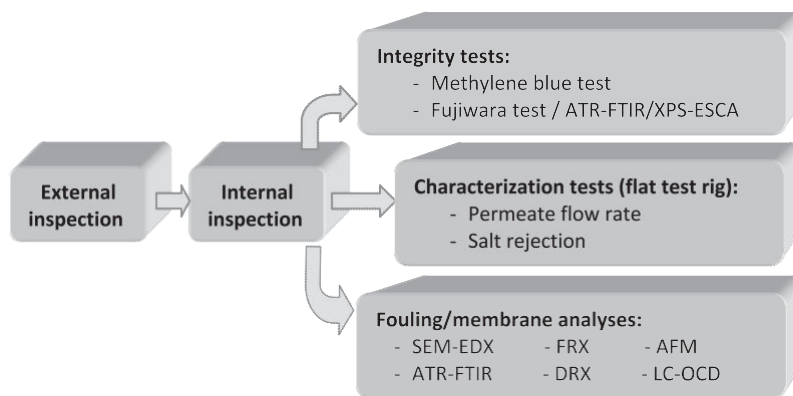 External
inspection
Internal
inspection
Integrity tests:
- Methylene blue test
- Fujiwara test / ATR-FTIR/XPS-ESCA
Characterization tests (flat test rig):
- Permeate flow rate
- Salt rejection
Fouling/membrane analyses:
- SEM-EDX - FRX - AFM
- ATR-FTIR - DRX - LC-OCD